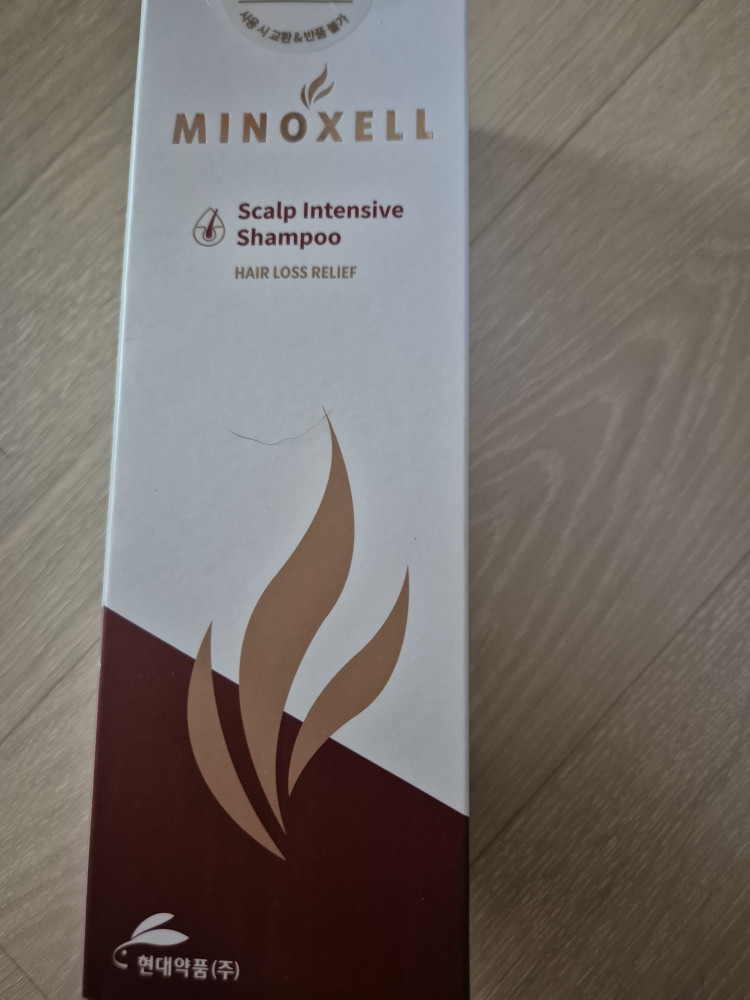 사용 시 교환 & 반품 불가
MINOXELL
Scalp Intensive
Shampoo
HAIR LOSS RELIEF
현대약품(주)